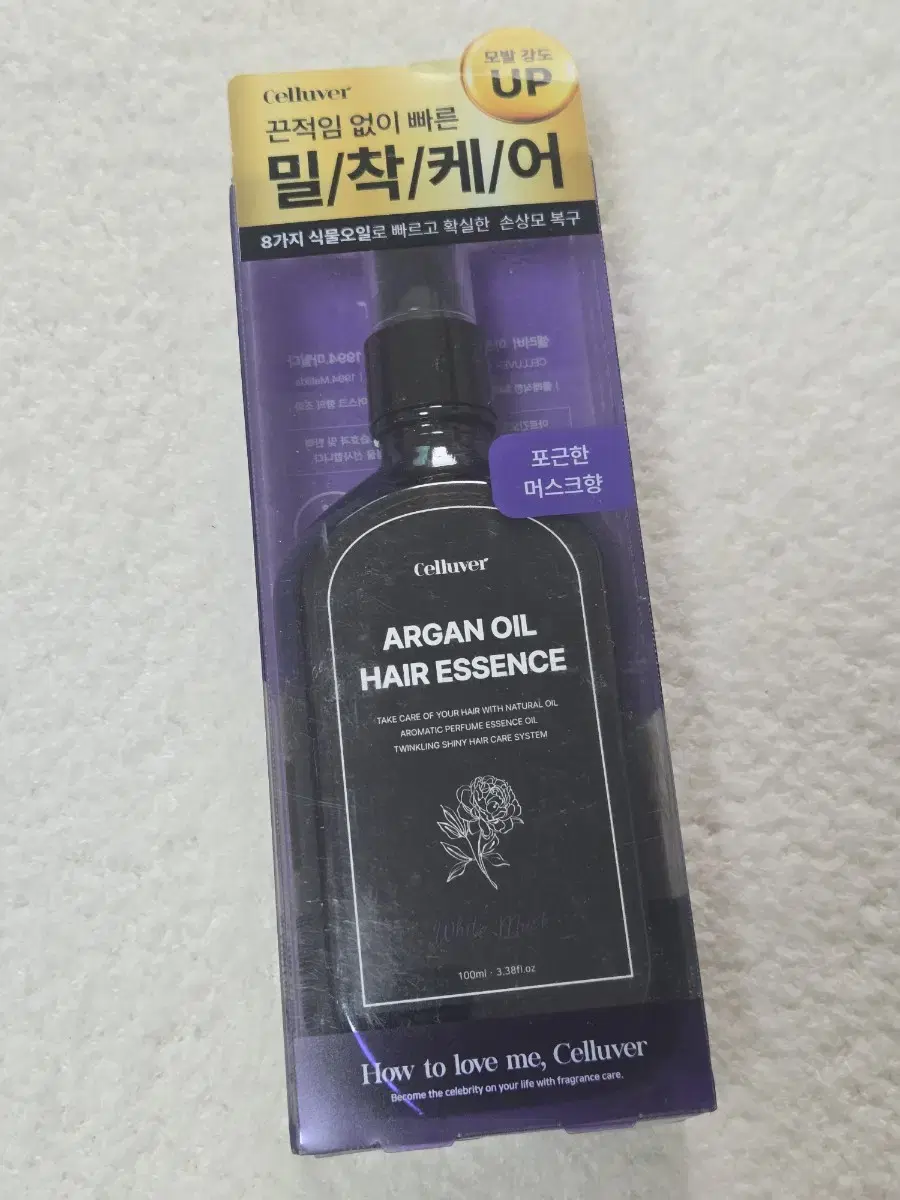 모발 강도
UP
Celluver
끈적임 없이 빠른
밀/착/케/어
8가지 식물오일로 빠르고 확실한 손상모 복구
포근한
머스크향
Celluver
ARGAN OIL
HAIR ESSENCE
TAKE CARE OF YOUR HAIR WITH NATURAL OIL
AROMATIC PERFUME ESSENCE OIL
TWINKLING SHINY HAIR CARE SYSTEM
White Musk
100ml · 3.38fl.oz
How to love me, Celluver
Become the celebrity on your life with fragrance care.